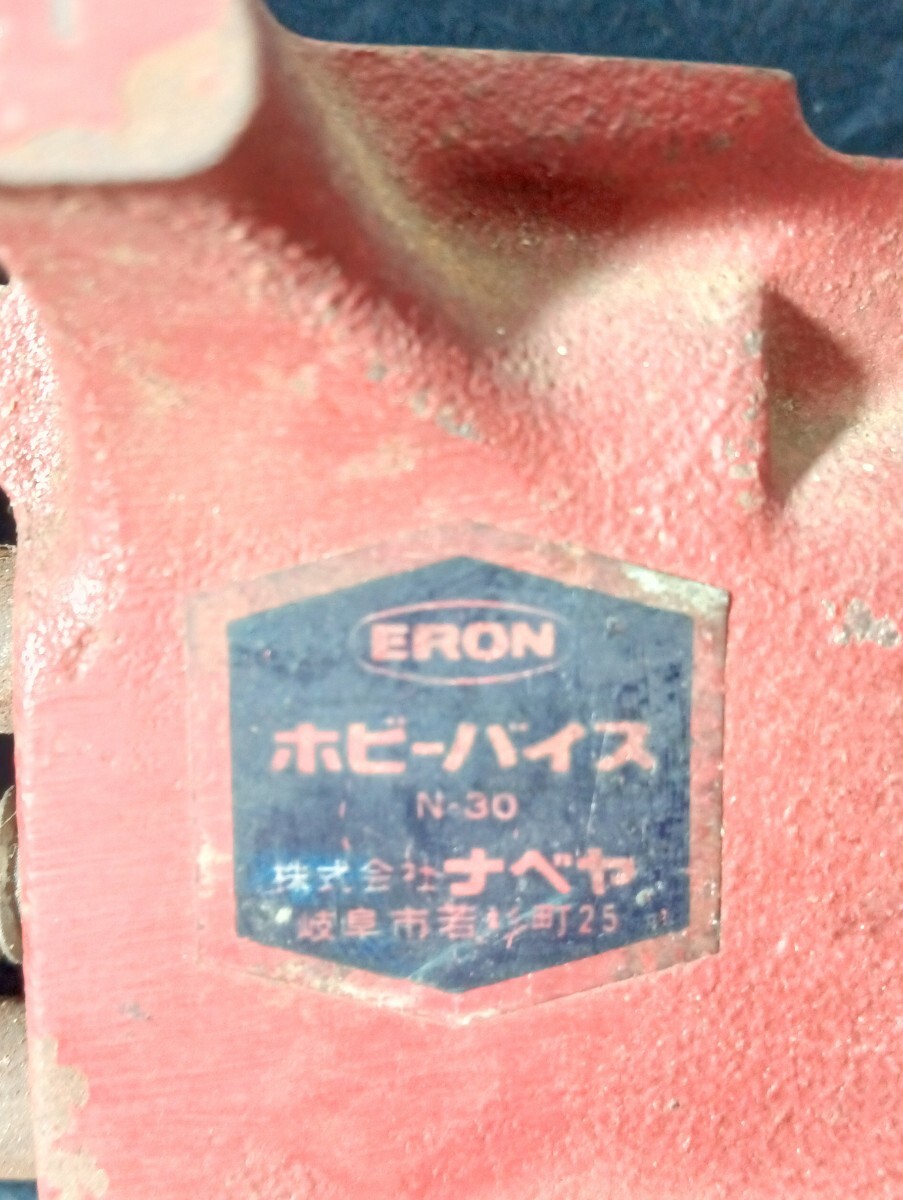 ERON
ホビーバイス
N-30
株式会社ナベヤ
岐阜市若杉町25